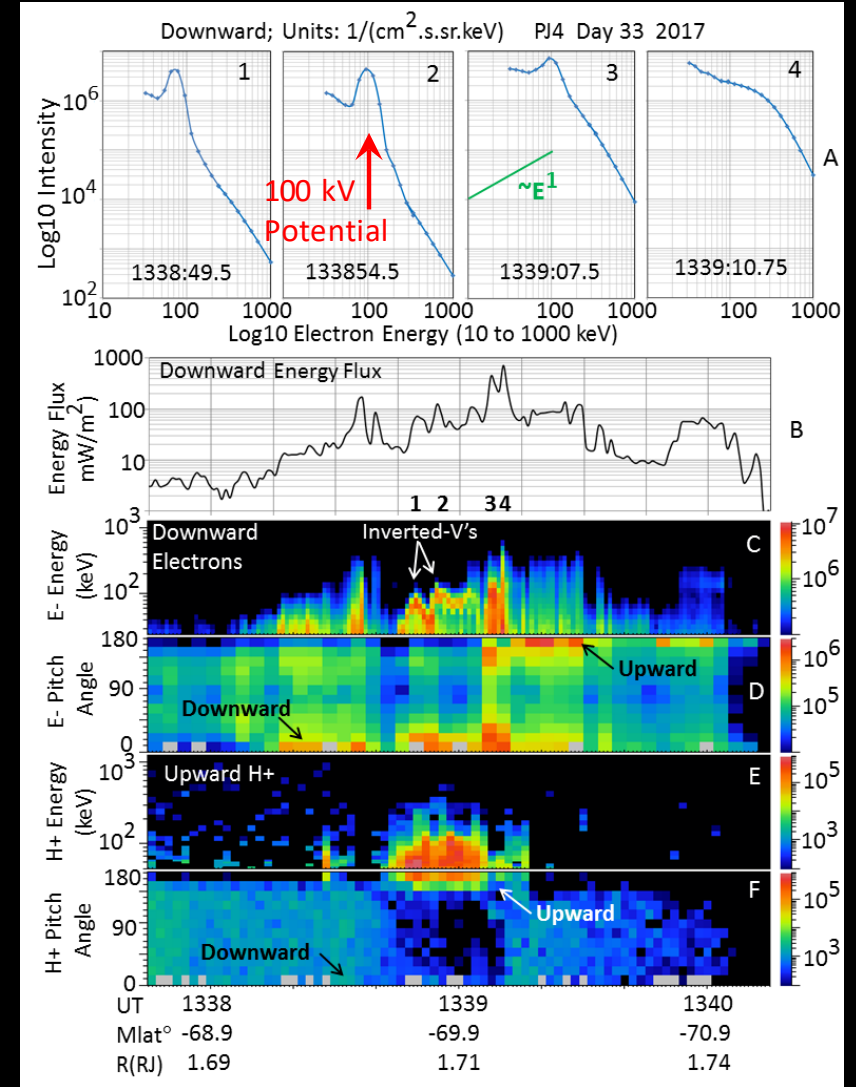 Downward; Units: 1/(cm2.s.sr.keV) PJ4 Day 33 2017
1 2 3 4
Log10 Intensity
10^6
10^4
10^2
A
100 kV
Potential
~E^1
1338:49.5 133854.5 1339:07.5 1339:10.75
10 100 1000 100 1000 100 1000 100 1000
Log10 Electron Energy (10 to 1000 keV)
Downward Energy Flux
Energy Flux
mW/m2
1000
100
10
3
B
1 2 34
E- Energy
(keV)
10^3
10^2
Downward
Electrons
Inverted-V's
C
10^7
10^6
E- Pitch
Angle
180
90
0
Downward
Upward
D
10^6
10^5
H+ Energy
(keV)
10^3
10^2
Upward H+
E
10^5
10^3
H+ Pitch
Angle
180
90
0
Downward
Upward
F
10^5
10^3
UT 1338 1339 1340
Mlat° -68.9 -69.9 -70.9
R(RJ) 1.69 1.71 1.74